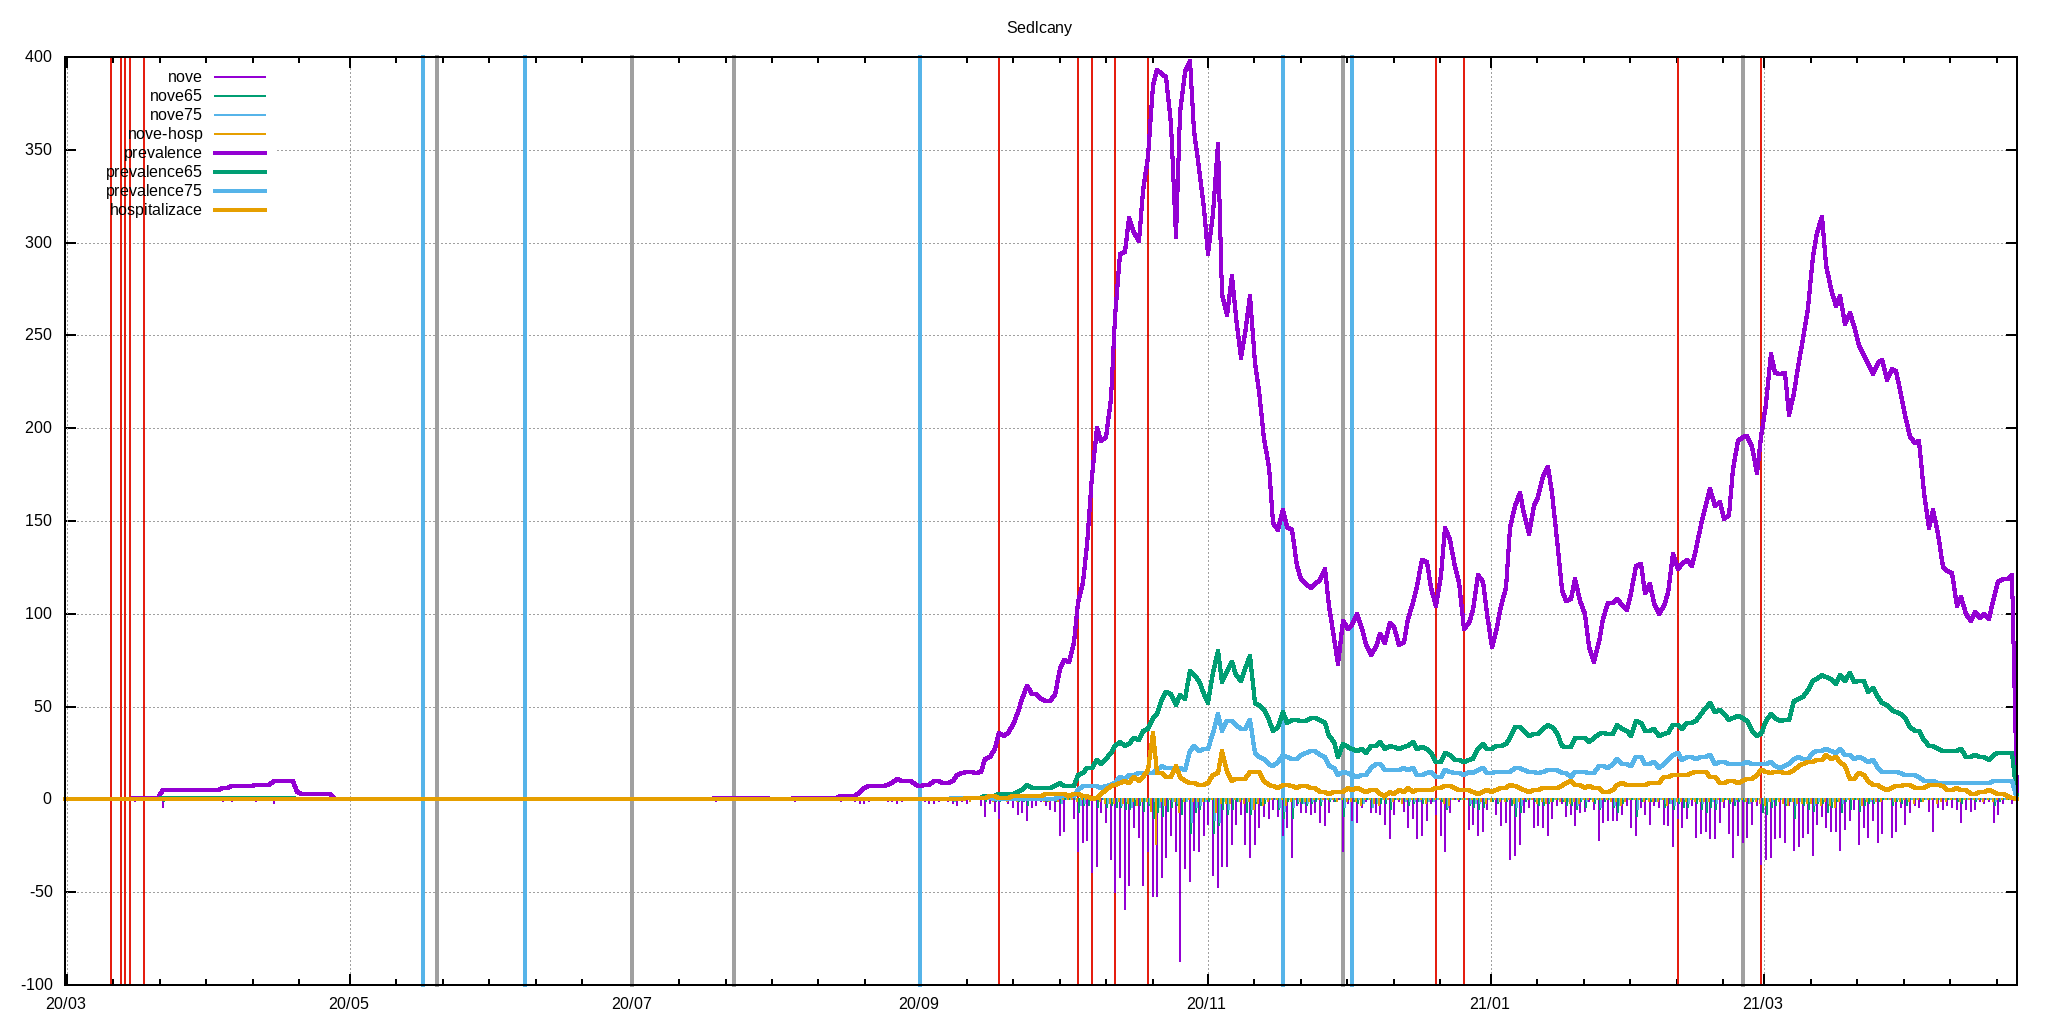 Sedlcany
400
350
300
250
200
150
100
50
0
-50
-100
nove
nove65
nove75
nove-hosp
prevalence
prevalence65
prevalence75
hospitalizace
20/03 20/05 20/07 20/09 20/11 21/01 21/03